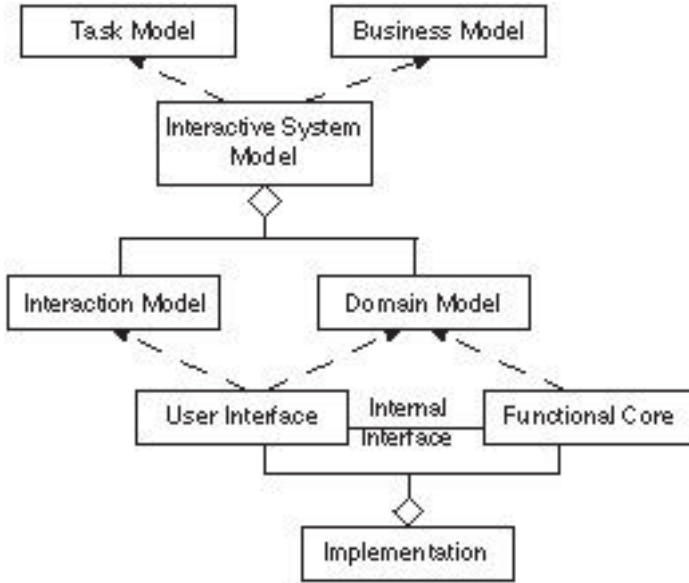 Task Model
Business Model
Interactive System
Model
Interaction Model
Domain Model
User Interface
Internal
Interface
Functional Core
Implementation